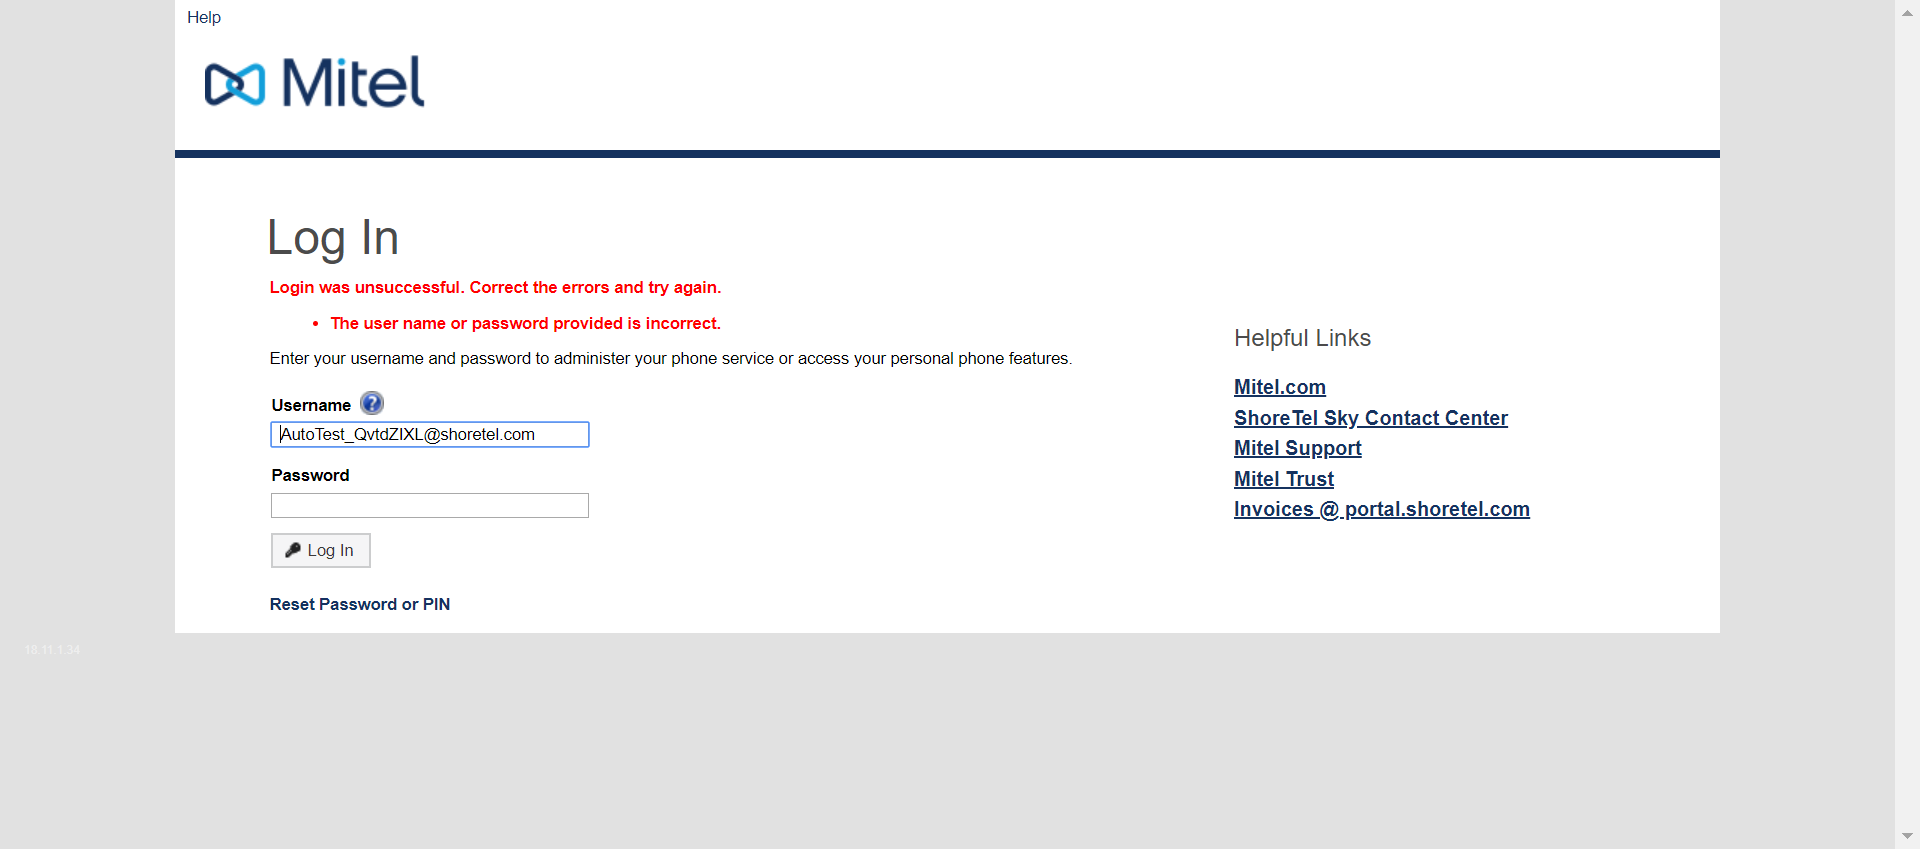 Help
Mitel
Log In
Login was unsuccessful. Correct the errors and try again.
• The user name or password provided is incorrect.
Enter your username and password to administer your phone service or access your personal phone features.
Username ?
AutoTest_QvtdZIXL@shoretel.com
Password
Log In
Reset Password or PIN
Helpful Links
Mitel.com
ShoreTel Sky Contact Center
Mitel Support
Mitel Trust
Invoices @ portal.shoretel.com
18.11.1.34